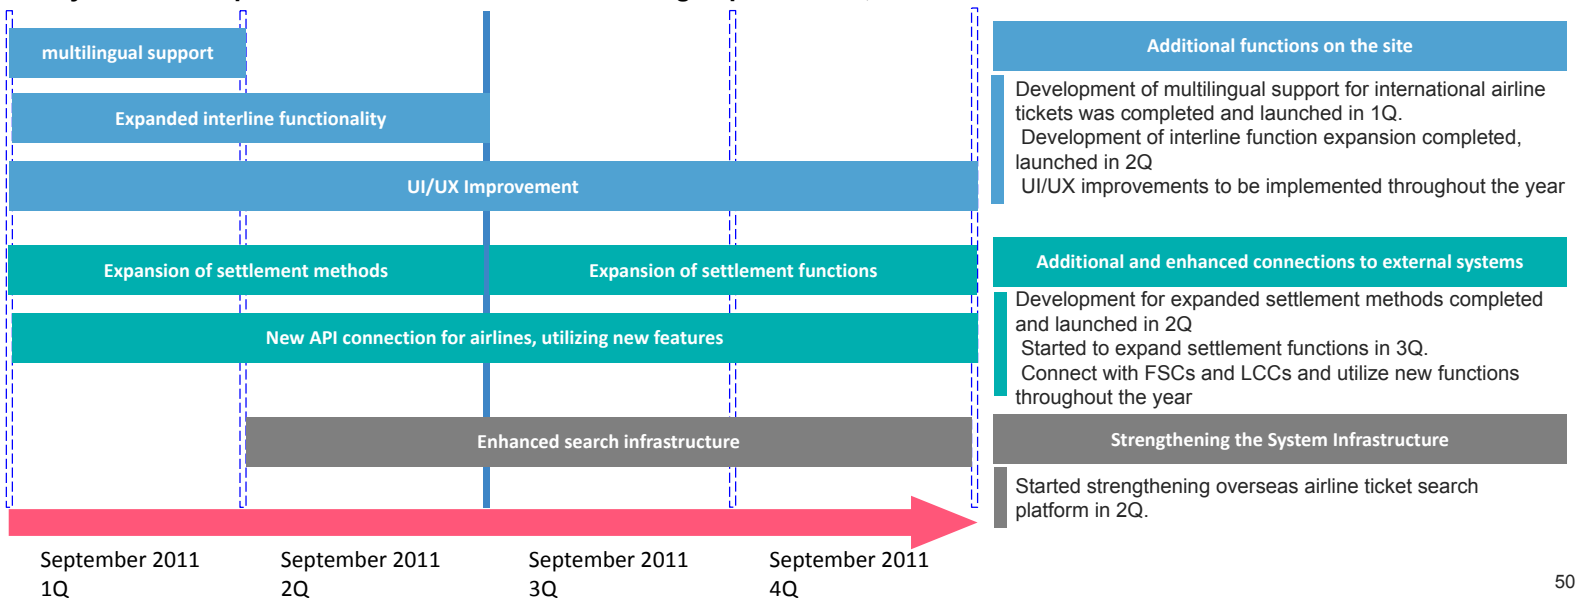 multilingual support
Expanded interline functionality
UI/UX Improvement
Expansion of settlement methods
Expansion of settlement functions
New API connection for airlines, utilizing new features
Enhanced search infrastructure
September 2011
1Q
September 2011
2Q
September 2011
3Q
September 2011
4Q
Additional functions on the site
Development of multilingual support for international airline
tickets was completed and launched in 1Q.
Development of interline function expansion completed,
launched in 2Q
UI/UX improvements to be implemented throughout the year
Additional and enhanced connections to external systems
Development for expanded settlement methods completed
and launched in 2Q
Started to expand settlement functions in 3Q.
Connect with FSCs and LCCs and utilize new functions
throughout the year
Strengthening the System Infrastructure
Started strengthening overseas airline ticket search
platform in 2Q.
50